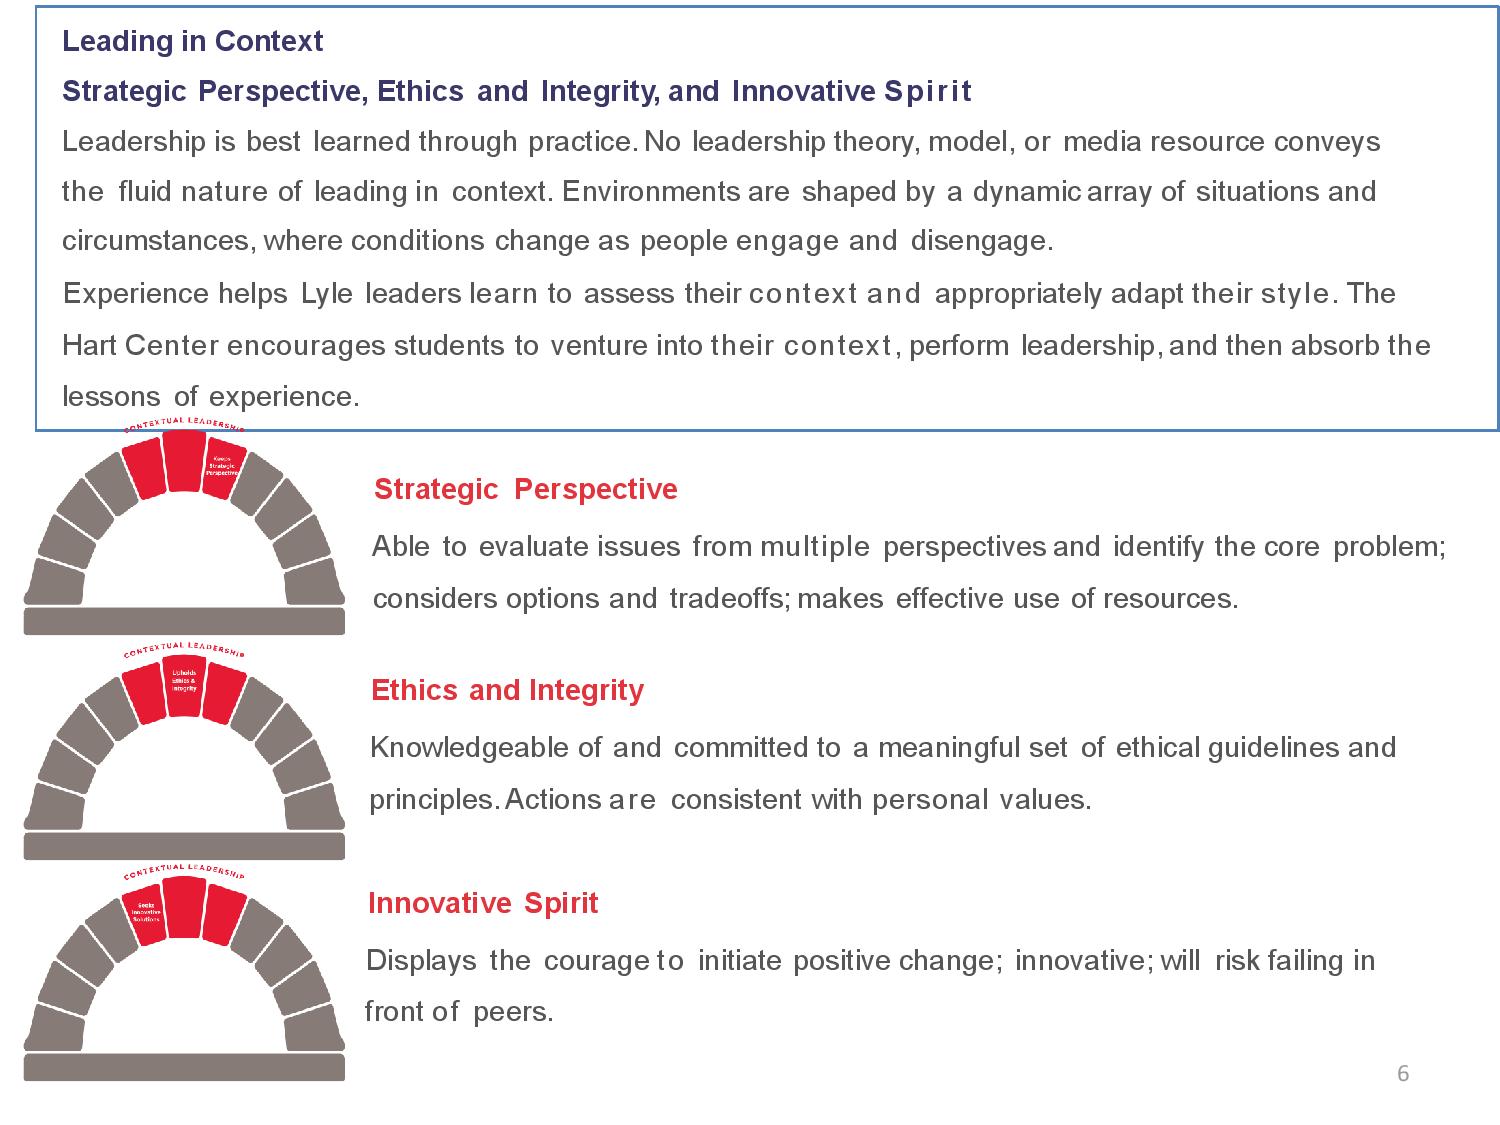 Leading in Context
Strategic Perspective, Ethics and Integrity, and Innovative Spirit
Leadership is best learned through practice. No leadership theory, model, or media resource conveys
the fluid nature of leading in context. Environments are shaped by a dynamic array of situations and
circumstances, where conditions change as people engage and disengage.
Experience helps Lyle leaders learn to assess their context and appropriately adapt their style. The
Hart Center encourages students to venture into their context, perform leadership, and then absorb the
lessons of experience.
CONTEXTUAL LEADERSHIP
Keeps
Strategic
Perspective
Strategic Perspective
Able to evaluate issues from multiple perspectives and identify the core problem;
considers options and tradeoffs; makes effective use of resources.
CONTEXTUAL LEADERSHIP
Upholds
Ethics &
Integrity
Ethics and Integrity
Knowledgeable of and committed to a meaningful set of ethical guidelines and
principles. Actions are consistent with personal values.
CONTEXTUAL LEADERSHIP
Seeks
Innovative
Solutions
Innovative Spirit
Displays the courage to initiate positive change; innovative; will risk failing in
front of peers.
6